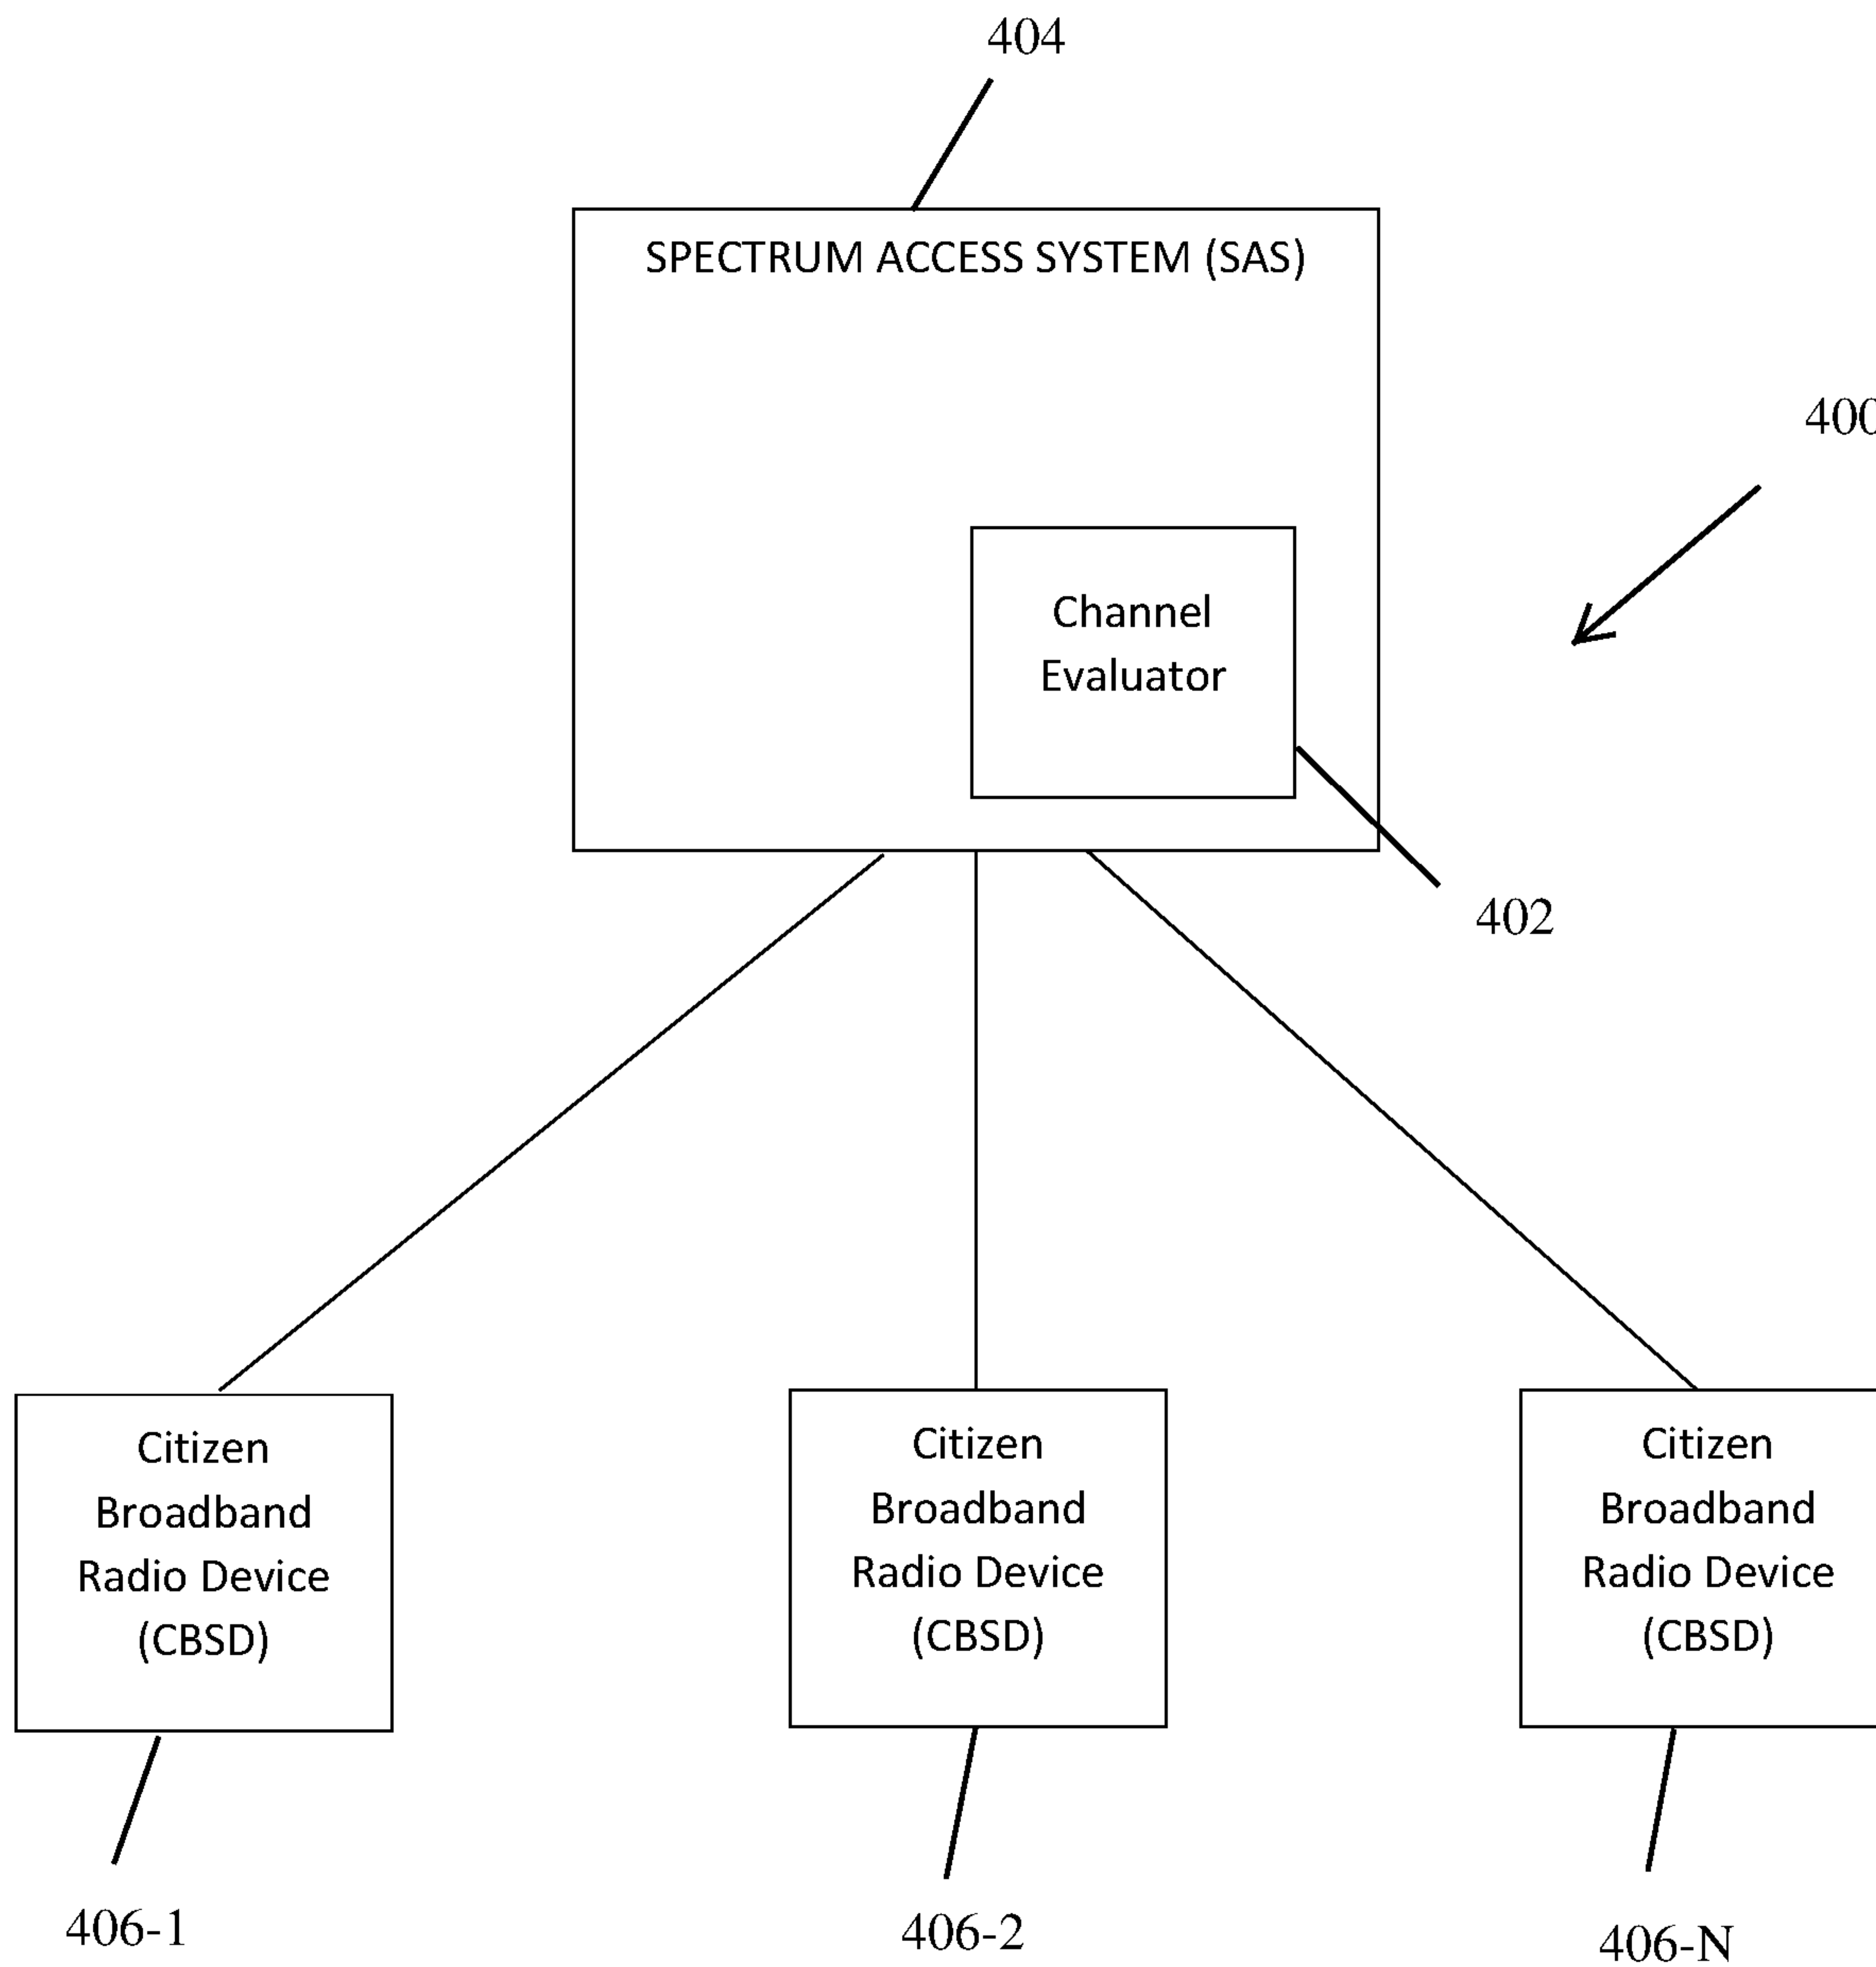 404
SPECTRUM ACCESS SYSTEM (SAS)
400
Channel
Evaluator
402
Citizen
Broadband
Radio Device
(CBSD)
Citizen
Broadband
Radio Device
(CBSD)
Citizen
Broadband
Radio Device
(CBSD)
406-1
406-2
406-N